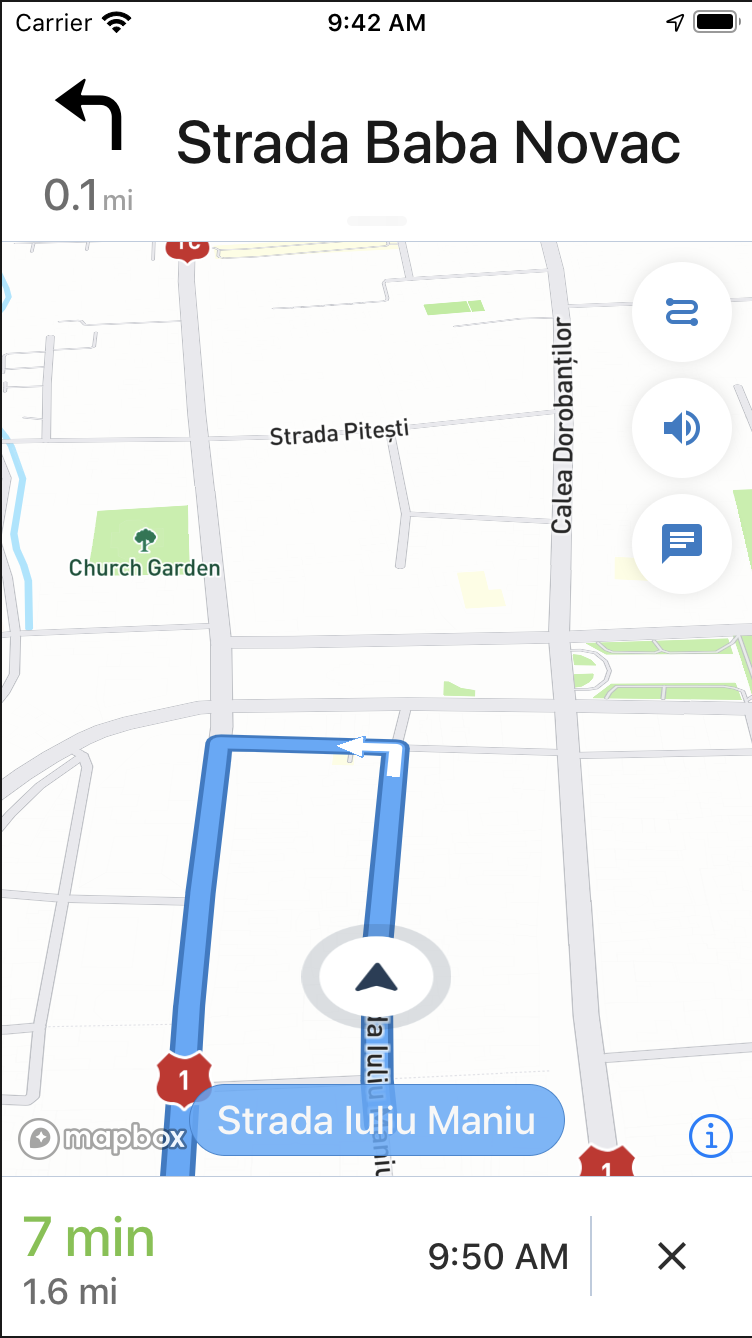 Carrier
9:42 AM
Strada Baba Novac
0.1 mi
1C
Calea Dorobanților
Strada Pitești
Church Garden
1
Iuliu Maniu
Strada Iuliu Maniu
mapbox
1
7 min
1.6 mi
9:50 AM